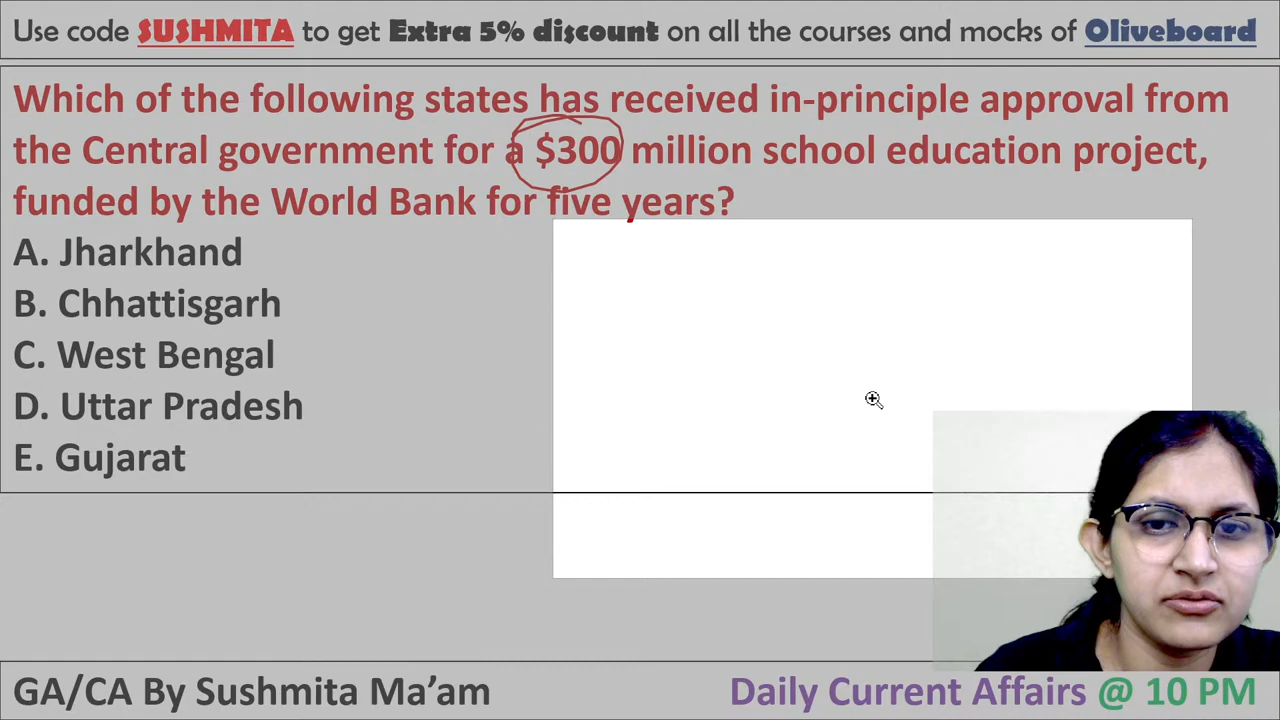 Use code SUSHMITA to get Extra 5% discount on all the courses and mocks of Oliveboard
Which of the following states has received in-principle approval from
the Central government for a $300 million school education project,
funded by the World Bank for five years?
A. Jharkhand
B. Chhattisgarh
C. West Bengal
D. Uttar Pradesh
E. Gujarat
GA/CA By Sushmita Ma’am
Daily Current Affairs @ 10 PM